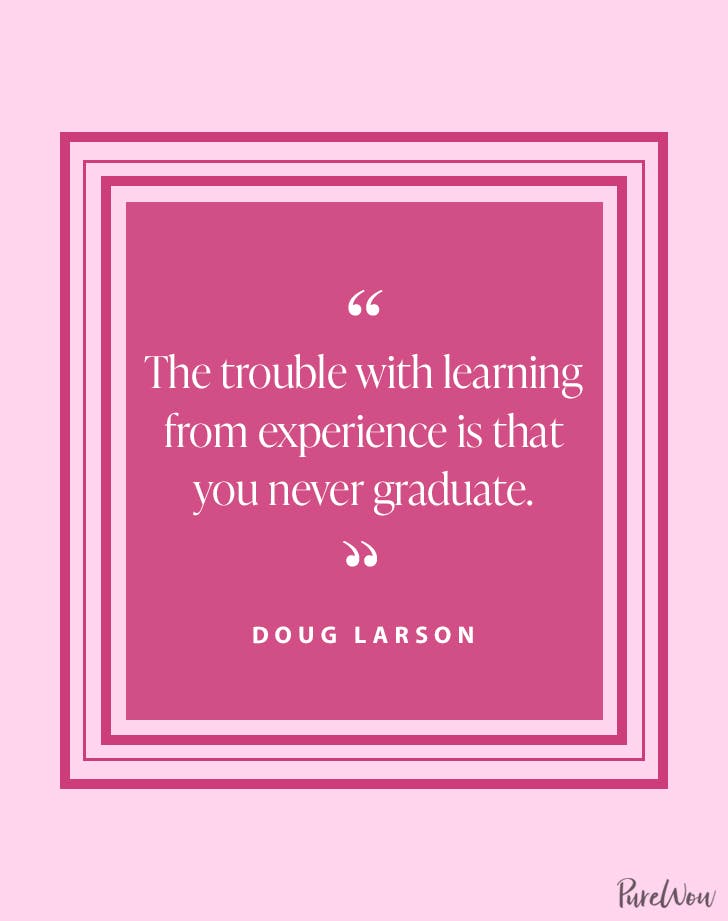 “
The trouble with learning
from experience is that
you never graduate.
”
DOUG LARSON
PureWow